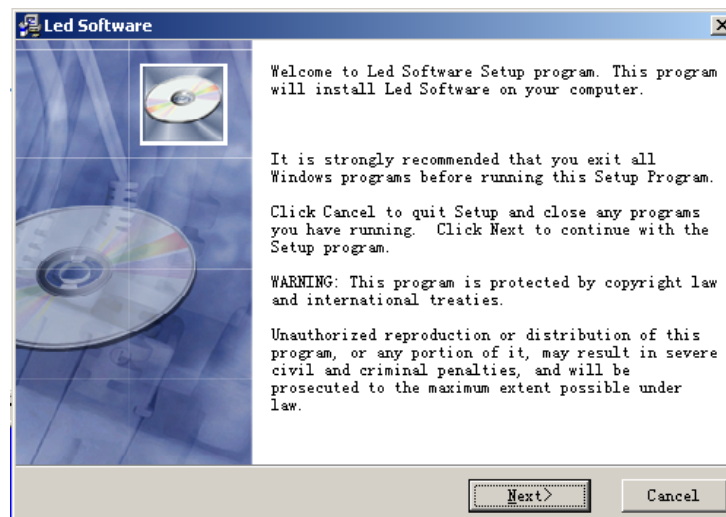 Led Software
Welcome to Led Software Setup program. This program
will install Led Software on your computer.
It is strongly recommended that you exit all
Windows programs before running this Setup Program.
Click Cancel to quit Setup and close any programs
you have running. Click Next to continue with the
Setup program.
WARNING: This program is protected by copyright law
and international treaties.
Unauthorized reproduction or distribution of this
program, or any portion of it, may result in severe
civil and criminal penalties, and will be
prosecuted to the maximum extent possible under
law.
Next>
Cancel